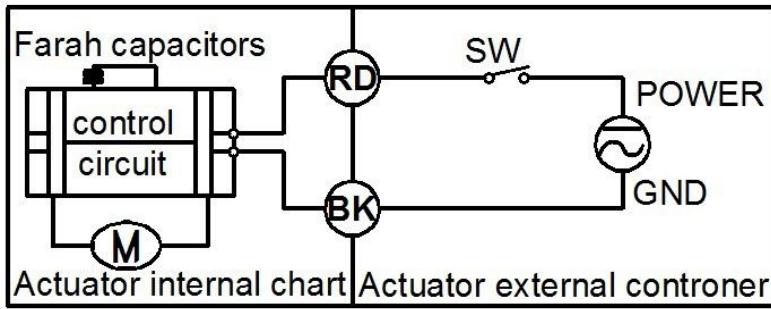 Farah capacitors
control
circuit
M
Actuator internal chart
RD
BK
SW
POWER
GND
Actuator external controner